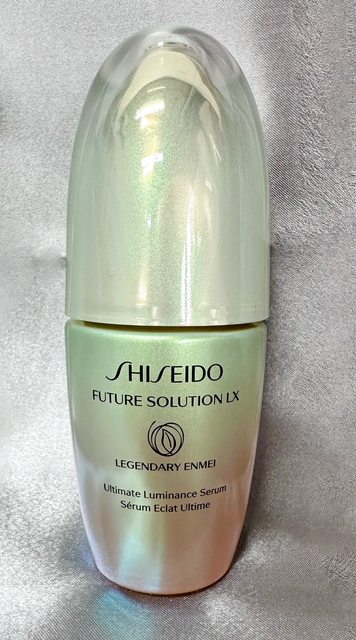 SHISEIDO
FUTURE SOLUTION LX
LEGENDARY ENMEI
Ultimate Luminance Serum
Sérum Eclat Ultime